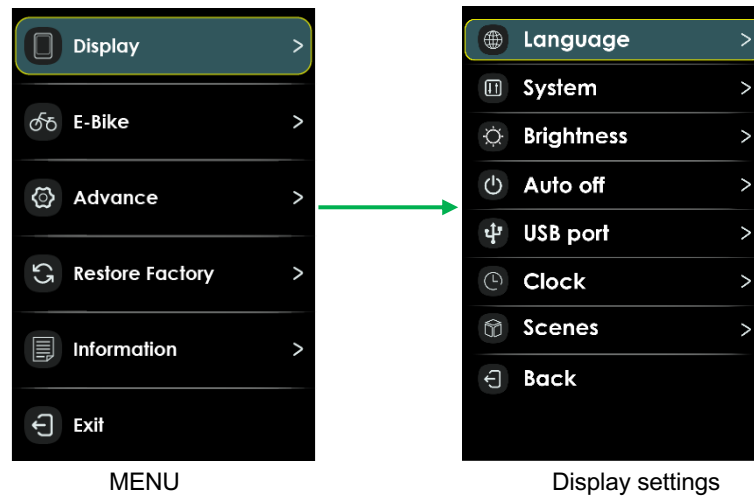 Display >
E-Bike >
Advance >
Restore Factory >
Information >
Exit
MENU
Language >
System >
Brightness >
Auto off >
USB port >
Clock >
Scenes >
Back
Display settings